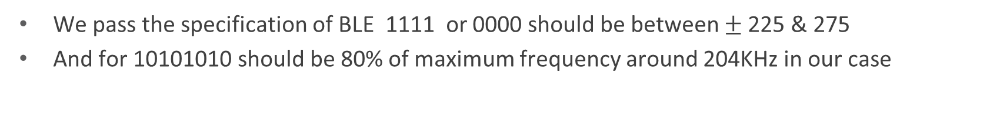 • We pass the specification of BLE  1111  or 0000 should be between ± 225 & 275
• And for 10101010 should be 80% of maximum frequency around 204KHz in our case